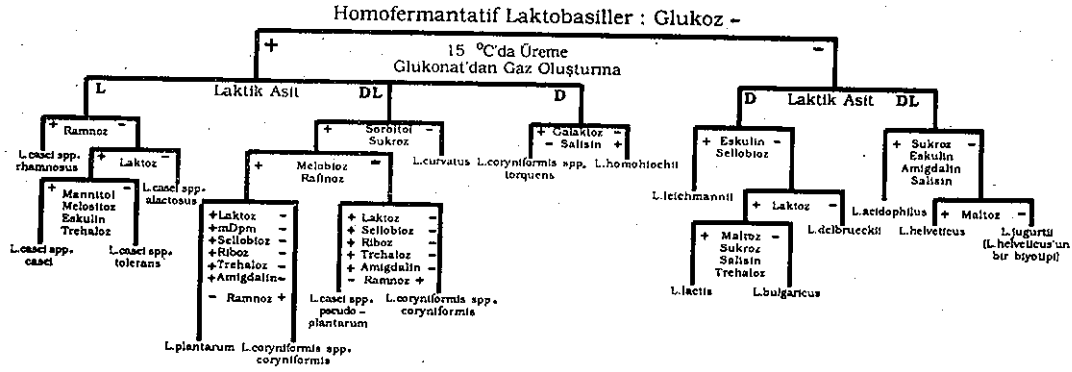 Homofermantatif Laktobasiller : Glukoz -
+ 15 °C'da Üreme -
Glukonat'dan Gaz Oluşturma
L Laktik Asit DL D
D Laktik Asit DL
+ Ramnoz -
L.casei spp. rhamnosus
+ Laktoz -
L.casei spp. alactosus
+ Mannitol -
Melositoz
Eskulin
Trehaloz
L.casei spp. casei
L.casei spp. tolerans
+ Sorbitol -
Sukroz
L.curvatus
+ Melobioz -
Rafinoz
+Laktoz -
+mDpm -
+Sellobioz -
+Riboz -
+Trehaloz -
+Amigdalin-
- Ramnoz +
L.plantarum
L.coryniformis spp.
coryniformis
+ Laktoz -
+ Sellobioz -
+ Riboz -
+ Trehaloz -
+ Amigdalin -
- Ramnoz +
L.casei spp.
pseudo-
plantarum
L.coryniformis spp.
coryniformis
+ Galaktoz -
- Salisin +
L.coryniformis spp.
torquens
L.homohiochii
+ Eskulin -
Sellobioz
L.leichmannii
+ Laktoz -
L.delbrueckii
+ Maltoz -
Sukroz
Salisin
Trehaloz
L.lactis
L.bulgaricus
+ Sukroz -
Eskulin
Amigdalin
Salisin
L.acidophilus
+ Maltoz -
L.helveticus
L.jugurtii
(L.helveticus'un
bir biyotipi)